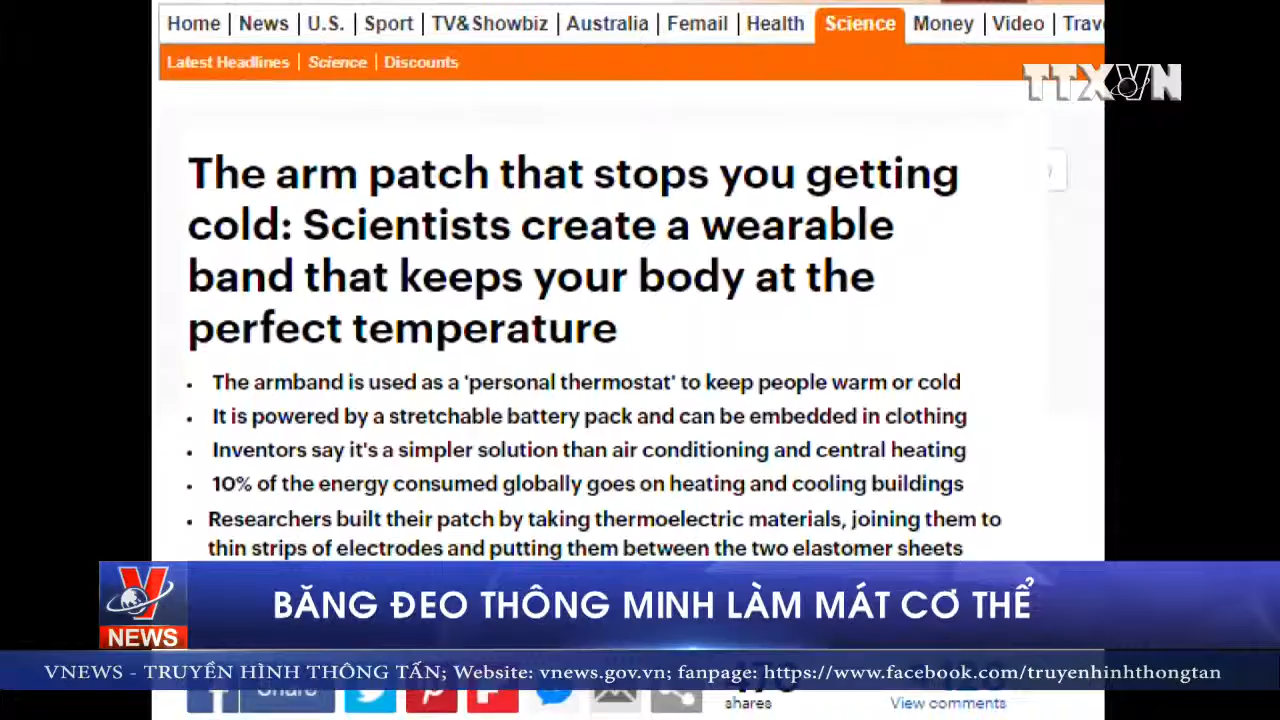 Home News U.S. Sport TV&Showbiz Australia Femail Health Science Money Video
Latest Headlines Science Discounts
TTXVN
The arm patch that stops you getting
cold: Scientists create a wearable
band that keeps your body at the
perfect temperature
• The armband is used as a 'personal thermostat' to keep people warm or cold
• It is powered by a stretchable battery pack and can be embedded in clothing
• Inventors say it's a simpler solution than air conditioning and central heating
• 10% of the energy consumed globally goes on heating and cooling buildings
• Researchers built their patch by taking thermoelectric materials, joining them to
thin strips of electrodes and putting them between the two elastomer sheets
V
NEWS
BĂNG ĐEO THÔNG MINH LÀM MÁT CƠ THỂ
VNEWS - TRUYỀN HÌNH THÔNG TẤN; Website: vnews.gov.vn; fanpage: https://www.facebook.com/truyenhinhthongtan
Share
shares
View comments